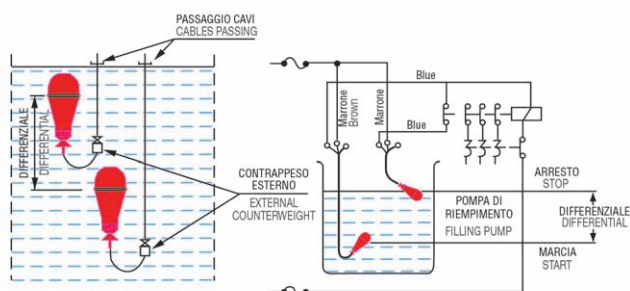 PASSAGGIO CAVI
CABLES PASSING
DIFFERENZIALE
DIFFERENTIAL
CONTRAPPESO
ESTERNO
EXTERNAL
COUNTERWEIGHT
Blue
Marrone
Brown
Marrone
Blue
ARRESTO
STOP
POMPA DI
RIEMPIMENTO
FILLING PUMP
DIFFERENZIALE
DIFFERENTIAL
MARCIA
START